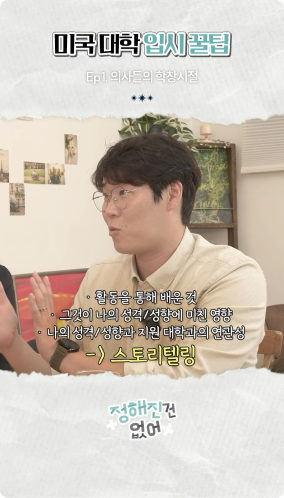 미국 대학 입시 꿀팁
Ep1 의사들의 학창시절
· 활동을 통해 배운 것
· 그것이 나의 성격/성향에 미친 영향
· 나의 성격/성향과 지원 대학과의 연관성
-> 스토리텔링
정해진건
없어